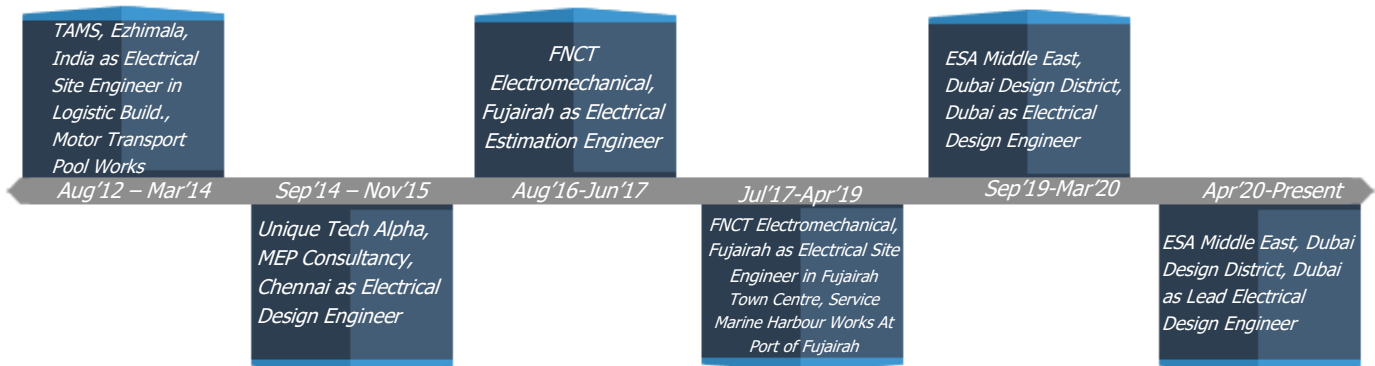 TAMS, Ezhimala,
India as Electrical
Site Engineer in
Logistic Build.,
Motor Transport
Pool Works
Aug'12 – Mar'14
Sep'14 – Nov'15
Unique Tech Alpha,
MEP Consultancy,
Chennai as Electrical
Design Engineer
FNCT
Electromechanical,
Fujairah as Electrical
Estimation Engineer
Aug'16-Jun'17
Jul'17-Apr'19
FNCT Electromechanical,
Fujairah as Electrical Site
Engineer in Fujairah
Town Centre, Service
Marine Harbour Works At
Port of Fujairah
ESA Middle East,
Dubai Design District,
Dubai as Electrical
Design Engineer
Sep'19-Mar'20
Apr'20-Present
ESA Middle East, Dubai
Design District, Dubai
as Lead Electrical
Design Engineer